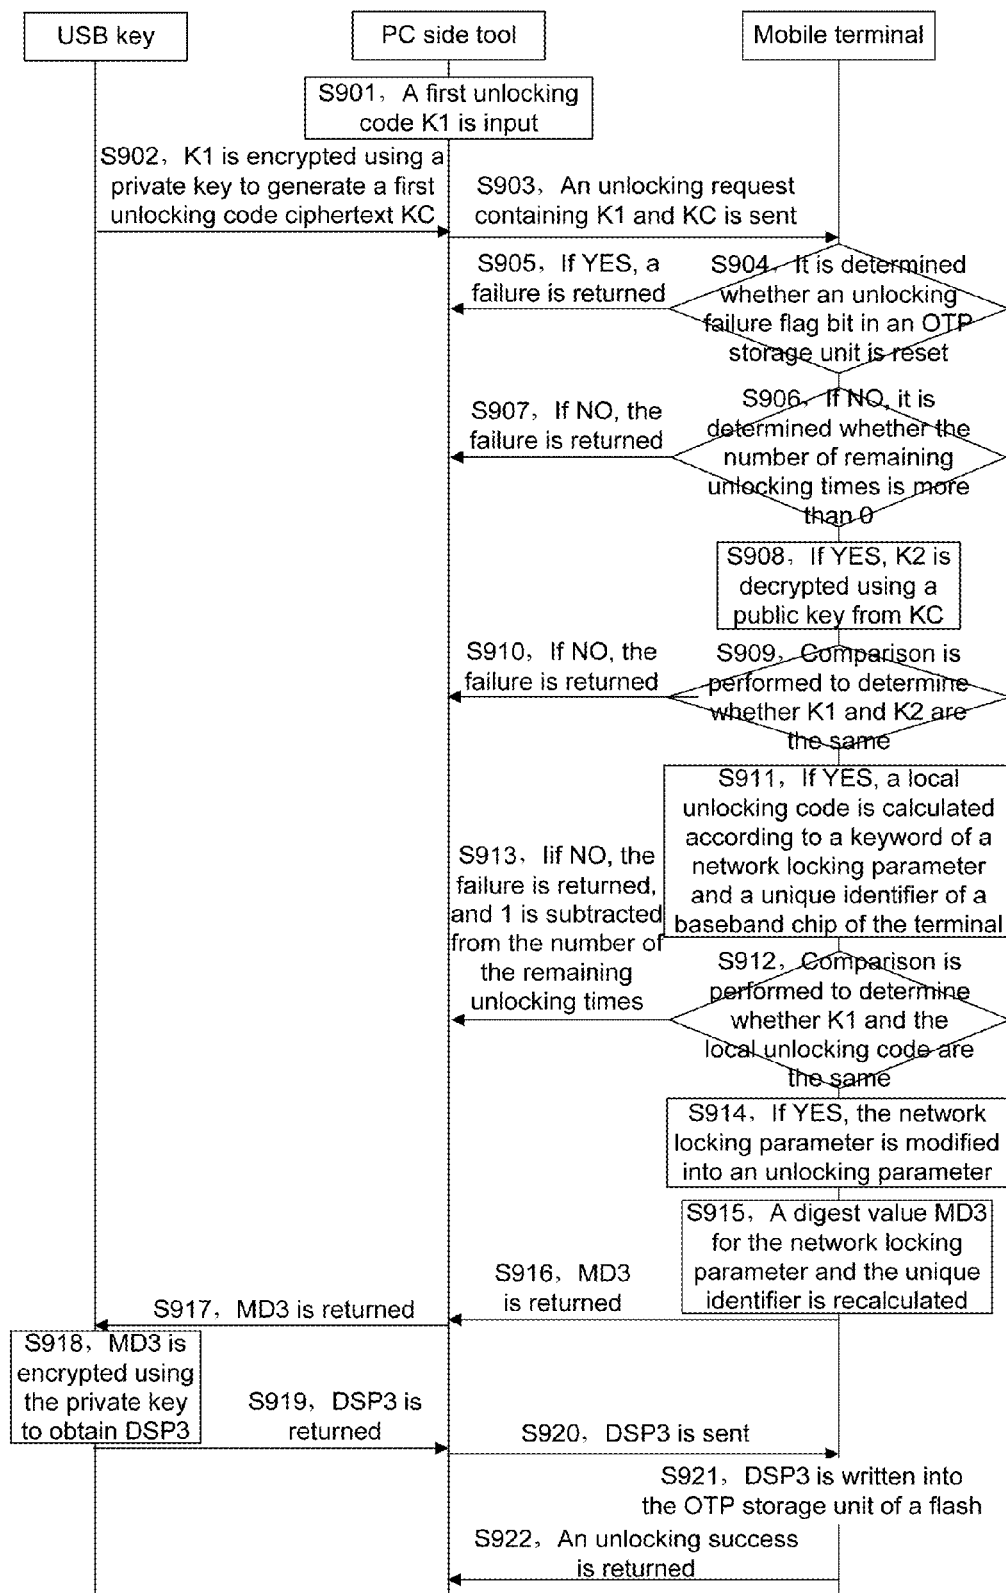 USB key
PC side tool
Mobile terminal
S901, A first unlocking
code K1 is input
S902, K1 is encrypted using a
private key to generate a first
unlocking code ciphertext KC
S903, An unlocking request
containing K1 and KC is sent
S904, It is determined
whether an unlocking
failure flag bit in an OTP
storage unit is reset
S905, If YES, a
failure is returned
S906, If NO, it is
determined whether the
number of remaining
unlocking times is more
than 0
S907, If NO, the
failure is returned
S908, If YES, K2 is
decrypted using a
public key from KC
S909, Comparison is
performed to determine
whether K1 and K2 are
the same
S910, If NO, the
failure is returned
S911, If YES, a local
unlocking code is calculated
according to a keyword of a
network locking parameter
and a unique identifier of a
baseband chip of the terminal
S912, Comparison is
performed to determine
whether K1 and the
local unlocking code are
the same
S913, Iif NO, the
failure is returned,
and 1 is subtracted
from the number of
the remaining
unlocking times
S914, If YES, the network
locking parameter is modified
into an unlocking parameter
S915, A digest value MD3
for the network locking
parameter and the unique
identifier is recalculated
S916, MD3
is returned
S917, MD3 is returned
S918, MD3 is
encrypted using
the private key
to obtain DSP3
S919, DSP3 is
returned
S920, DSP3 is sent
S921, DSP3 is written into
the OTP storage unit of a flash
S922, An unlocking success
is returned